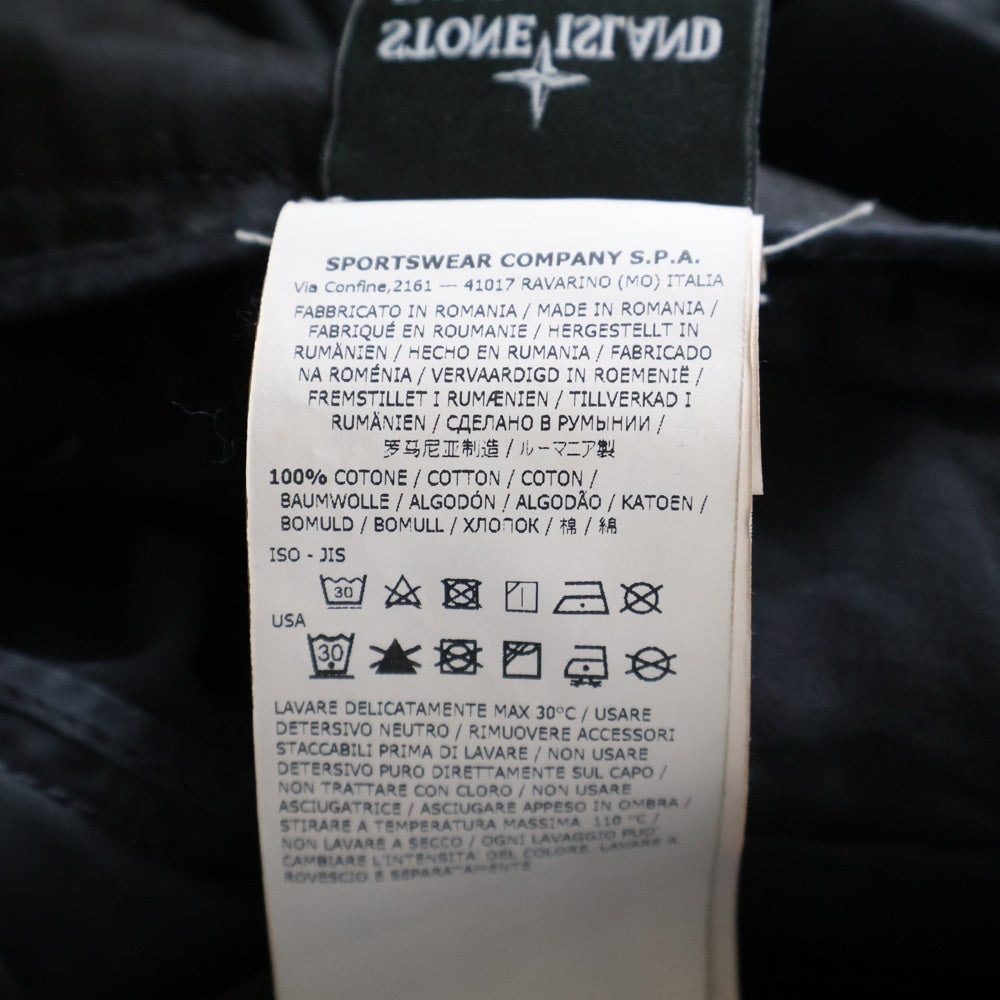 STONE ISLAND
SPORTSWEAR COMPANY S.P.A.
Via Confine,2161 — 41017 RAVARINO (MO) ITALIA
FABBRICATO IN ROMANIA / MADE IN ROMANIA /
FABRIQUÉ EN ROUMANIE / HERGESTELLT IN
RUMÄNIEN / HECHO EN RUMANIA / FABRICADO
NA ROMÉNIA / VERVAARDIGD IN ROEMENIË /
FREMSTILLET I RUMÆNIEN / TILLVERKAD I
RUMÄNIEN / СДЕЛАНО В РУМЫНИИ /
罗马尼亚制造 / ルーマニア製
100% COTONE / COTTON / COTON /
BAUMWOLLE / ALGODÓN / ALGODÃO / KATOEN /
BOMULD / BOMULL / ХЛОПОК / 棉 / 綿
ISO - JIS
30
USA
30
LAVARE DELICATAMENTE MAX 30°C / USARE
DETERSIVO NEUTRO / RIMUOVERE ACCESSORI
STACCABILI PRIMA DI LAVARE / NON USARE
DETERSIVO PURO DIRETTAMENTE SUL CAPO /
NON TRATTARE CON CLORO / NON USARE
ASCIUGATRICE / ASCIUGARE APPESO IN OMBRA /
STIRARE A TEMPERATURA MASSIMA 110 °C /
NON LAVARE A SECCO / OGNI LAVAGGIO PUO'
CAMBIARE L'INTENSITA' DEL COLORE. LAVARE A
ROVESCIO E SEPARATAMENTE